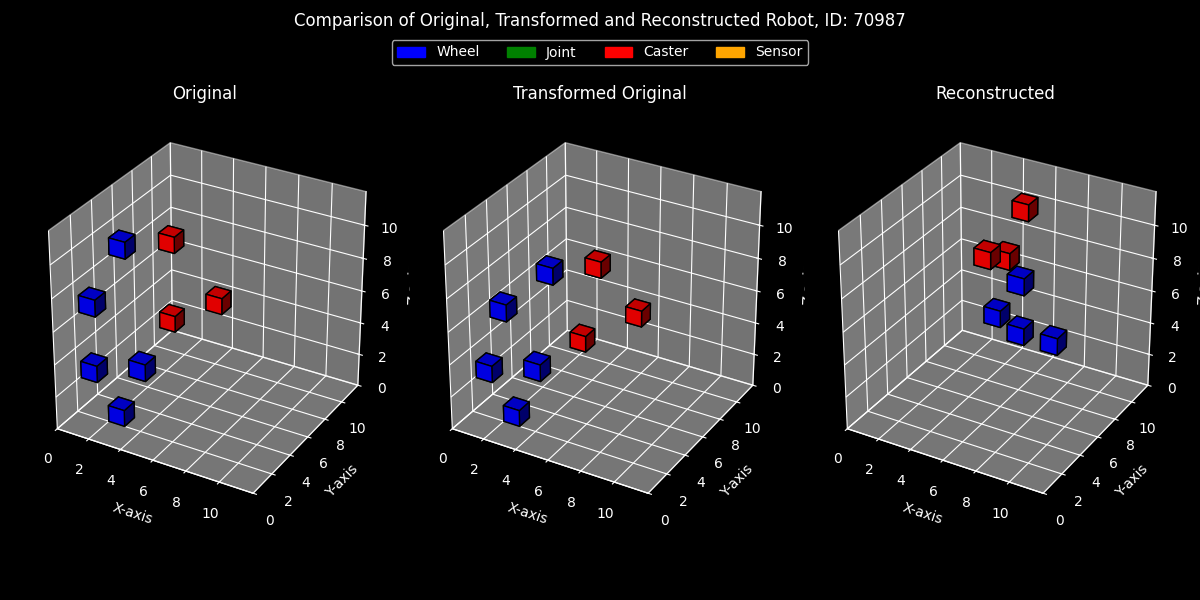 Comparison of Original, Transformed and Reconstructed Robot, ID: 70987
Wheel Joint Caster Sensor
Original Transformed Original Reconstructed
10 10 10
8 8 8
6 6 6
4 4 4
2 2 2
0 0 0
10 10 10
8 8 8
6 6 6
4 4 4
2 2 2
0 0 0
0 2 4 6 8 10 0 2 4 6 8 10 0 2 4 6 8 10
X-axis Y-axis X-axis Y-axis X-axis Y-axis